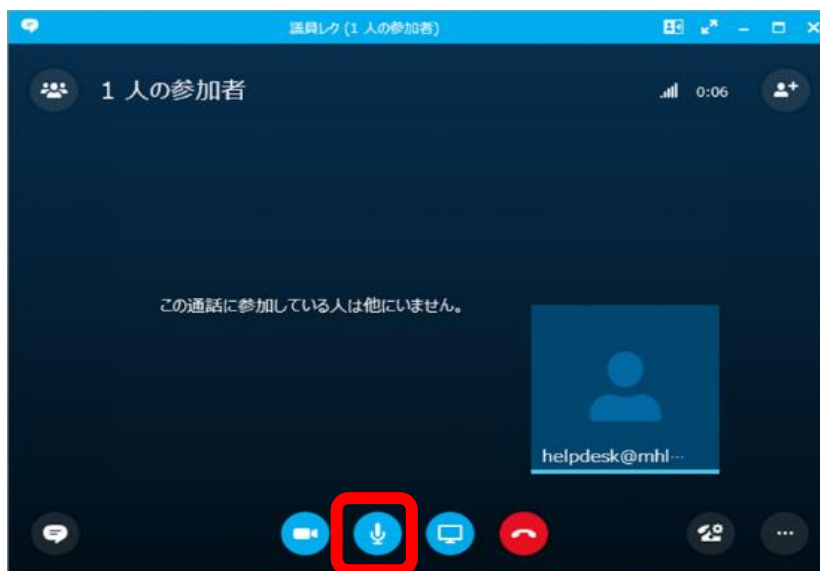 議員レク (1 人の参加者)
1 人の参加者
0:06
この通話に参加している人は他にいません。
helpdesk@mhl…